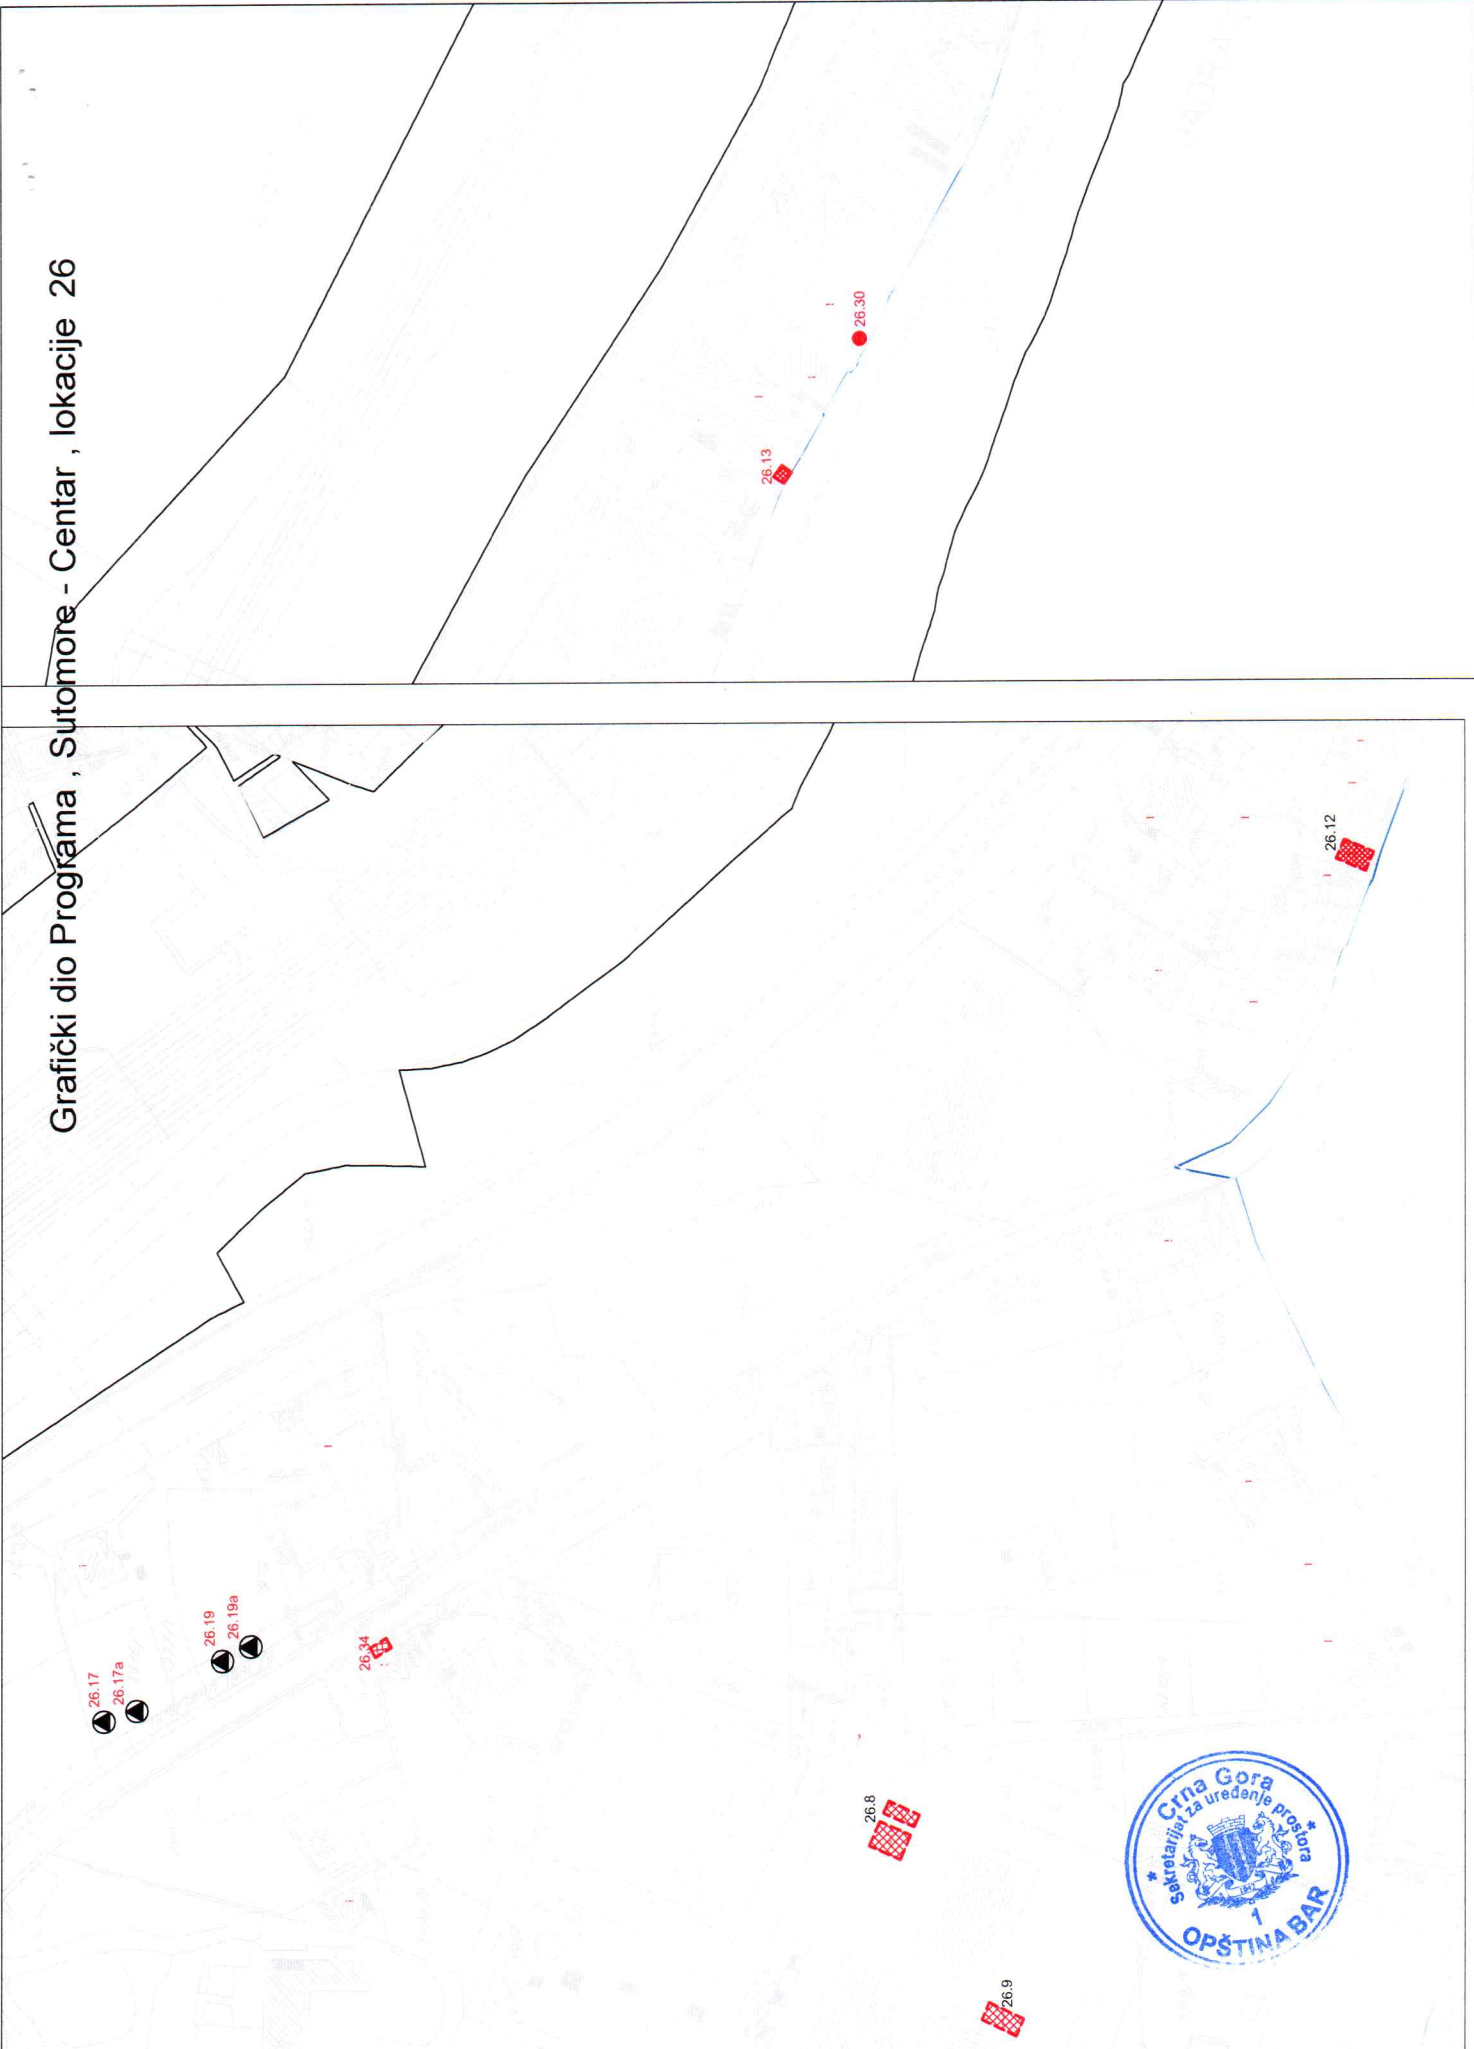 Grafički dio Programa , Sutomore - Centar , lokacije 26
26.17
26.17a
26.19
26.19a
26.34
26.8
26.9
26.12
26.13
26.30
Crna Gora
Sekretarijat za uređenje prostora
1
OPŠTINA BAR